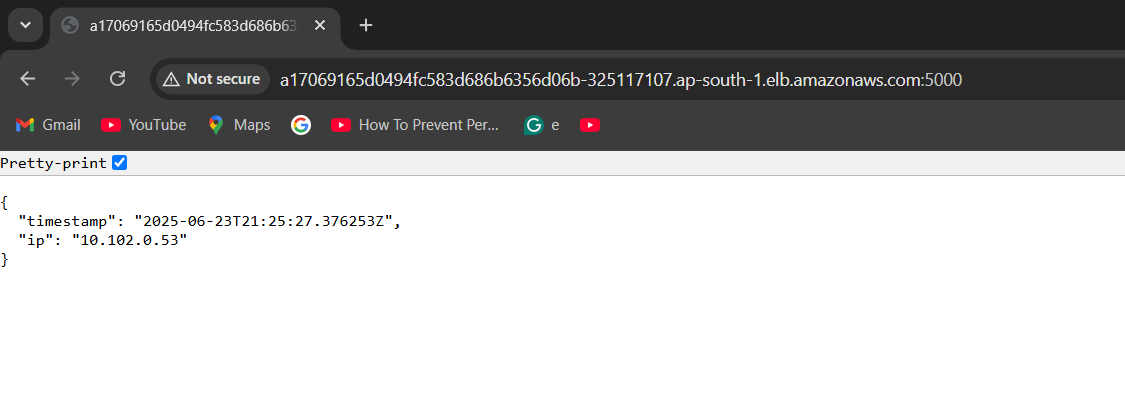 a17069165d0494fc583d686b63
Not secure a17069165d0494fc583d686b6356d06b-325117107.ap-south-1.elb.amazonaws.com:5000
Gmail YouTube Maps How To Prevent Per... e
Pretty-print
{
"timestamp": "2025-06-23T21:25:27.376253Z",
"ip": "10.102.0.53"
}